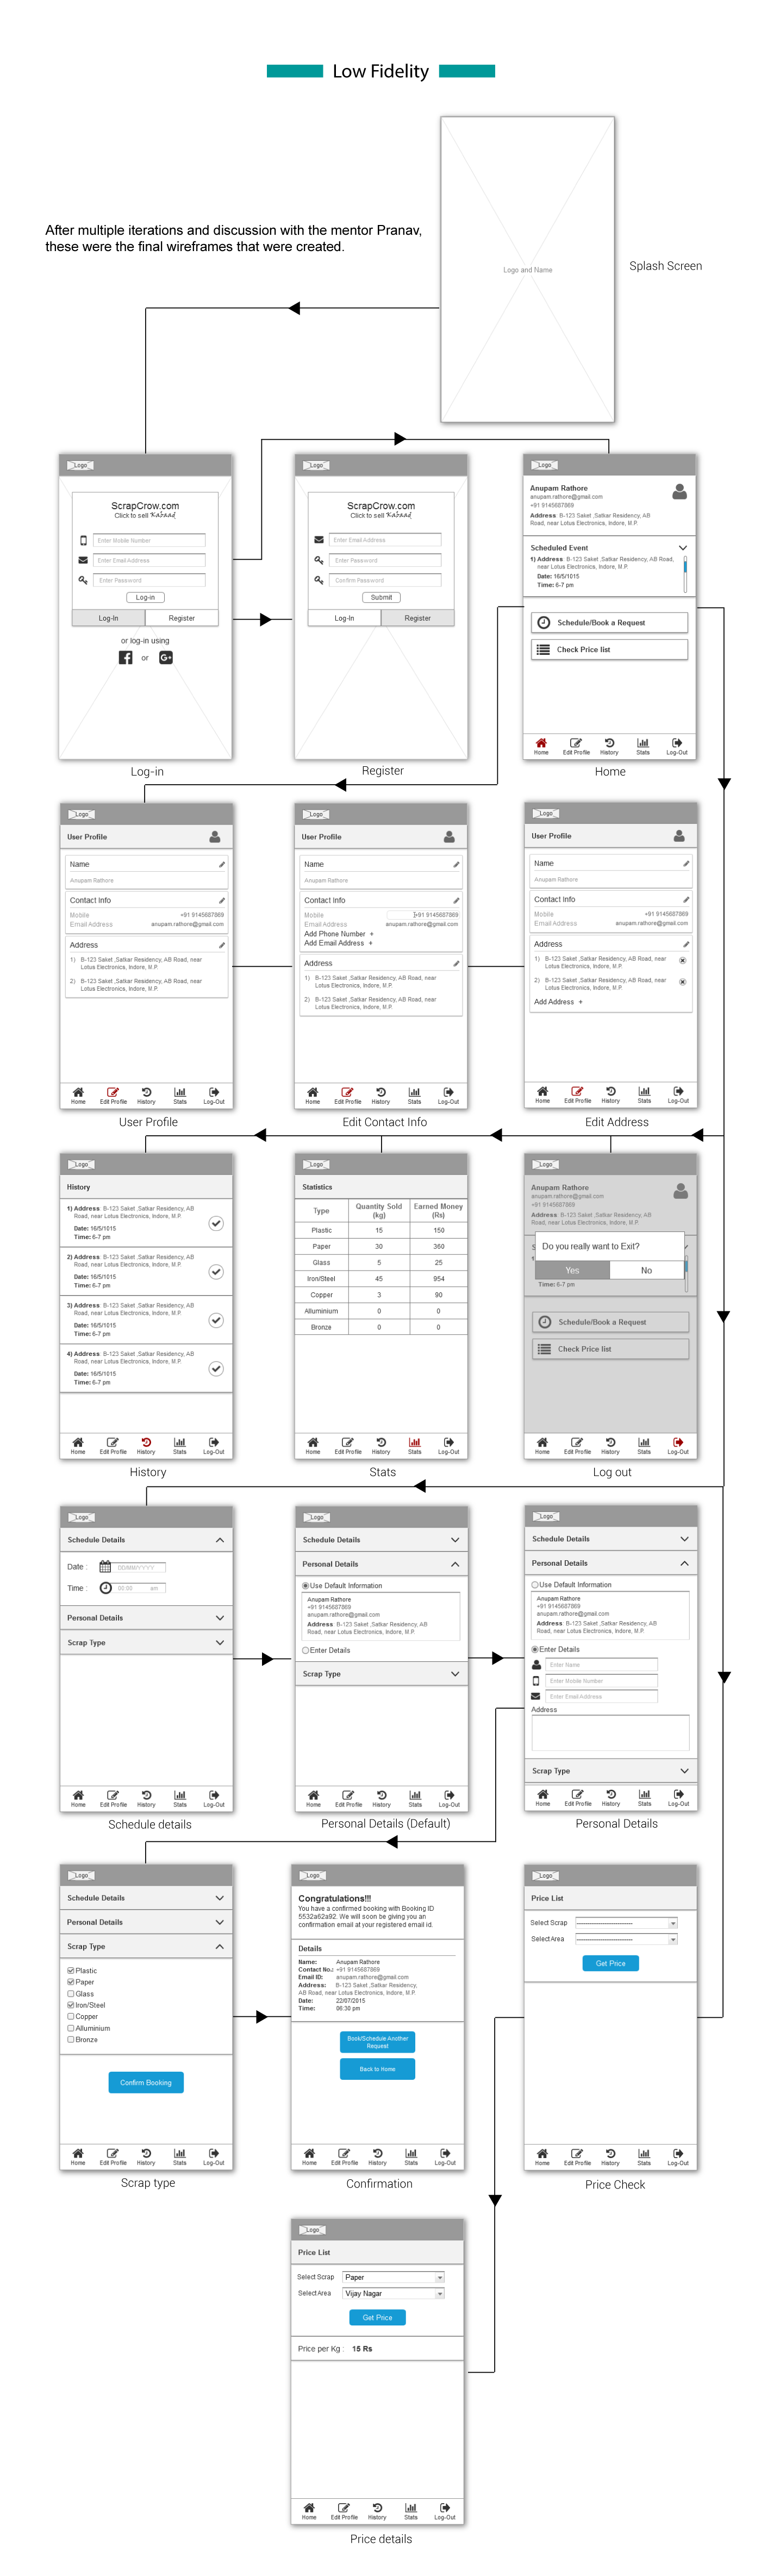 Low Fidelity
After multiple iterations and discussion with the mentor Pranav,
these were the final wireframes that were created.
Logo and Name
Splash Screen
Logo
ScrapCrow.com
Click to sell Kabaad
Enter Mobile Number
Enter Email Address
Enter Password
Log-in
Log-In Register
or log-in using
or
Log-in
Logo
ScrapCrow.com
Click to sell Kabaad
Enter Email Address
Enter Password
Confirm Password
Submit
Log-In Register
Register
Logo
Anupam Rathore
anupam.rathore@gmail.com
+91 9145687869
Address: B-123 Saket ,Satkar Residency, AB
Road, near Lotus Electronics, Indore, M.P.
Scheduled Event
1) Address: B-123 Saket ,Satkar Residency, AB Road,
near Lotus Electronics, Indore, M.P.
Date: 16/5/1015
Time: 6-7 pm
Schedule/Book a Request
Check Price list
Home Edit Profile History Stats Log-Out
Home
Logo
User Profile
Name
Anupam Rathore
Contact Info
Mobile +91 9145687869
Email Address anupam.rathore@gmail.com
Address
1) B-123 Saket ,Satkar Residency, AB Road, near
Lotus Electronics, Indore, M.P.
2) B-123 Saket ,Satkar Residency, AB Road, near
Lotus Electronics, Indore, M.P.
Home Edit Profile History Stats Log-Out
User Profile
Logo
User Profile
Name
Anupam Rathore
Contact Info
Mobile +91 9145687869
Email Address anupam.rathore@gmail.com
Add Phone Number +
Add Email Address +
Address
1) B-123 Saket ,Satkar Residency, AB Road, near
Lotus Electronics, Indore, M.P.
2) B-123 Saket ,Satkar Residency, AB Road, near
Lotus Electronics, Indore, M.P.
Home Edit Profile History Stats Log-Out
Edit Contact Info
Logo
User Profile
Name
Anupam Rathore
Contact Info
Mobile +91 9145687869
Email Address anupam.rathore@gmail.com
Address
1) B-123 Saket ,Satkar Residency, AB Road, near
Lotus Electronics, Indore, M.P.
2) B-123 Saket ,Satkar Residency, AB Road, near
Lotus Electronics, Indore, M.P.
Add Address +
Home Edit Profile History Stats Log-Out
Edit Address
Logo
History
1) Address: B-123 Saket ,Satkar Residency, AB
Road, near Lotus Electronics, Indore, M.P.
Date: 16/5/1015
Time: 6-7 pm
2) Address: B-123 Saket ,Satkar Residency, AB
Road, near Lotus Electronics, Indore, M.P.
Date: 16/5/1015
Time: 6-7 pm
3) Address: B-123 Saket ,Satkar Residency, AB
Road, near Lotus Electronics, Indore, M.P.
Date: 16/5/1015
Time: 6-7 pm
4) Address: B-123 Saket ,Satkar Residency, AB
Road, near Lotus Electronics, Indore, M.P.
Date: 16/5/1015
Time: 6-7 pm
Home Edit Profile History Stats Log-Out
History
Logo
Statistics
Type Quantity Sold (kg) Earned Money (Rs)
Plastic 15 150
Paper 30 360
Glass 5 25
Iron/Steel 45 954
Copper 3 90
Alluminium 0 0
Bronze 0 0
Home Edit Profile History Stats Log-Out
Stats
Logo
Anupam Rathore
anupam.rathore@gmail.com
+91 9145687869
Address: B-123 Saket ,Satkar Residency, AB
Road, near Lotus Electronics, Indore, M.P.
Do you really want to Exit?
Yes No
Time: 6-7 pm
Schedule/Book a Request
Check Price list
Home Edit Profile History Stats Log-Out
Log out
Logo
Schedule Details
Date : DD/MM/YYYY
Time : 00:00 am
Personal Details
Scrap Type
Home Edit Profile History Stats Log-Out
Schedule details
Logo
Schedule Details
Personal Details
Use Default Information
Anupam Rathore
+91 9145687869
anupam.rathore@gmail.com
Address: B-123 Saket ,Satkar Residency, AB
Road, near Lotus Electronics, Indore, M.P.
Enter Details
Scrap Type
Home Edit Profile History Stats Log-Out
Personal Details (Default)
Logo
Schedule Details
Personal Details
Use Default Information
Anupam Rathore
+91 9145687869
anupam.rathore@gmail.com
Address: B-123 Saket ,Satkar Residency, AB
Road, near Lotus Electronics, Indore, M.P.
Enter Details
Enter Name
Enter Mobile Number
Enter Email-Address
Address
Scrap Type
Home Edit Profile History Stats Log-Out
Personal Details
Logo
Schedule Details
Personal Details
Scrap Type
Plastic
Paper
Glass
Iron/Steel
Copper
Alluminium
Bronze
Confirm Booking
Home Edit Profile History Stats Log-Out
Scrap type
Logo
Congratulations!!!
You have a confirmed booking with Booking ID
5532a62a92. We will soon be giving you an
confirmation email at your registered email id.
Details
Name: Anupam Rathore
Contact No.: +91 9145687869
Email ID: anupam.rathore@gmail.com
Address: B-123 Saket ,Satkar Residency,
AB Road, near Lotus Electronics, Indore, M.P.
Date: 22/07/2015
Time: 06:30 pm
Book/Schedule Another
Request
Back to Home
Home Edit Profile History Stats Log-Out
Confirmation
Logo
Price List
Select Scrap
Select Area
Get Price
Home Edit Profile History Stats Log-Out
Price Check
Logo
Price List
Select Scrap Paper
Select Area Vijay Nagar
Get Price
Price per Kg : 15 Rs
Home Edit Profile History Stats Log-Out
Price details